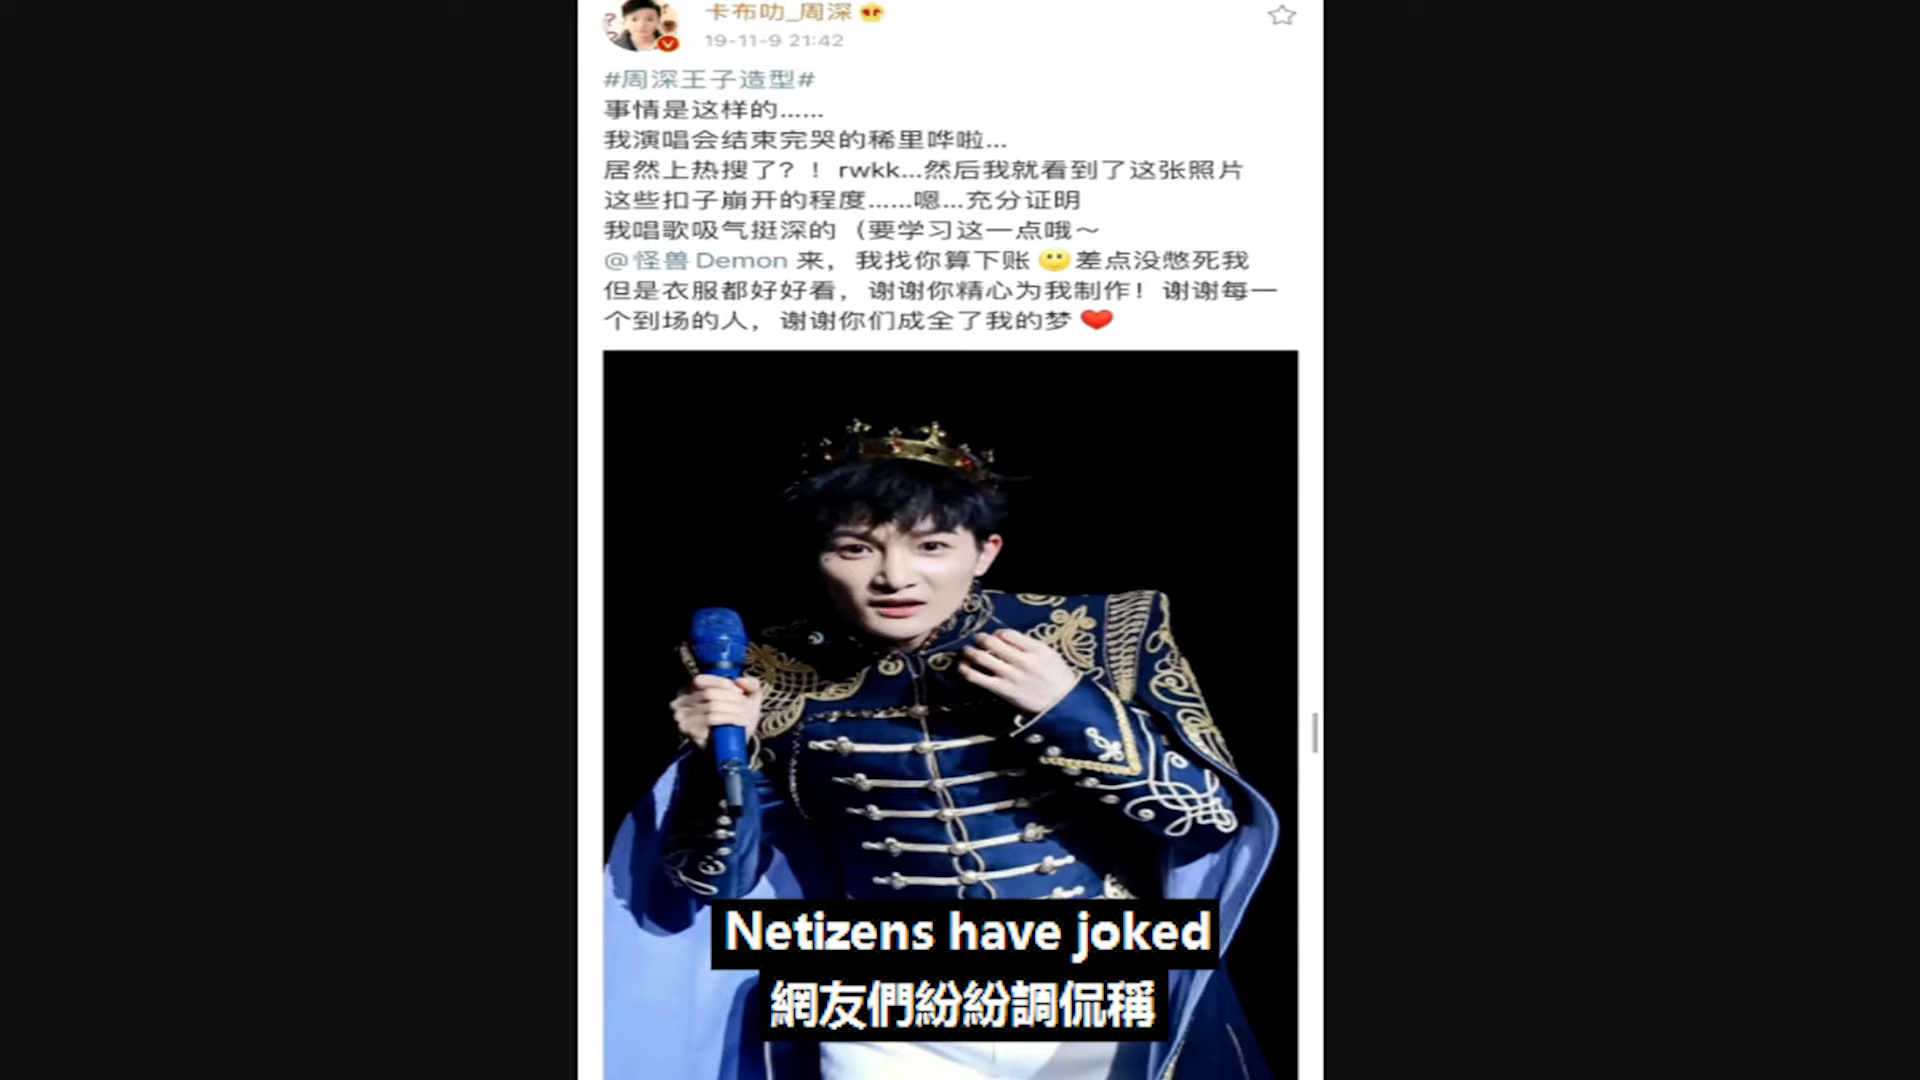 卡布叻_周深
19-11-9 21:42
#周深王子造型#
事情是这样的……
我演唱会结束完哭的稀里哗啦...
居然上热搜了？！rwkk...然后我就看到了这张照片
这些扣子崩开的程度……嗯...充分证明
我唱歌吸气挺深的（要学习这一点哦～
@怪兽Demon 来，我找你算下账 差点没憋死我
但是衣服都好好看，谢谢你精心为我制作！谢谢每一
个到场的人，谢谢你们成全了我的梦
Netizens have joked
網友們紛紛調侃稱